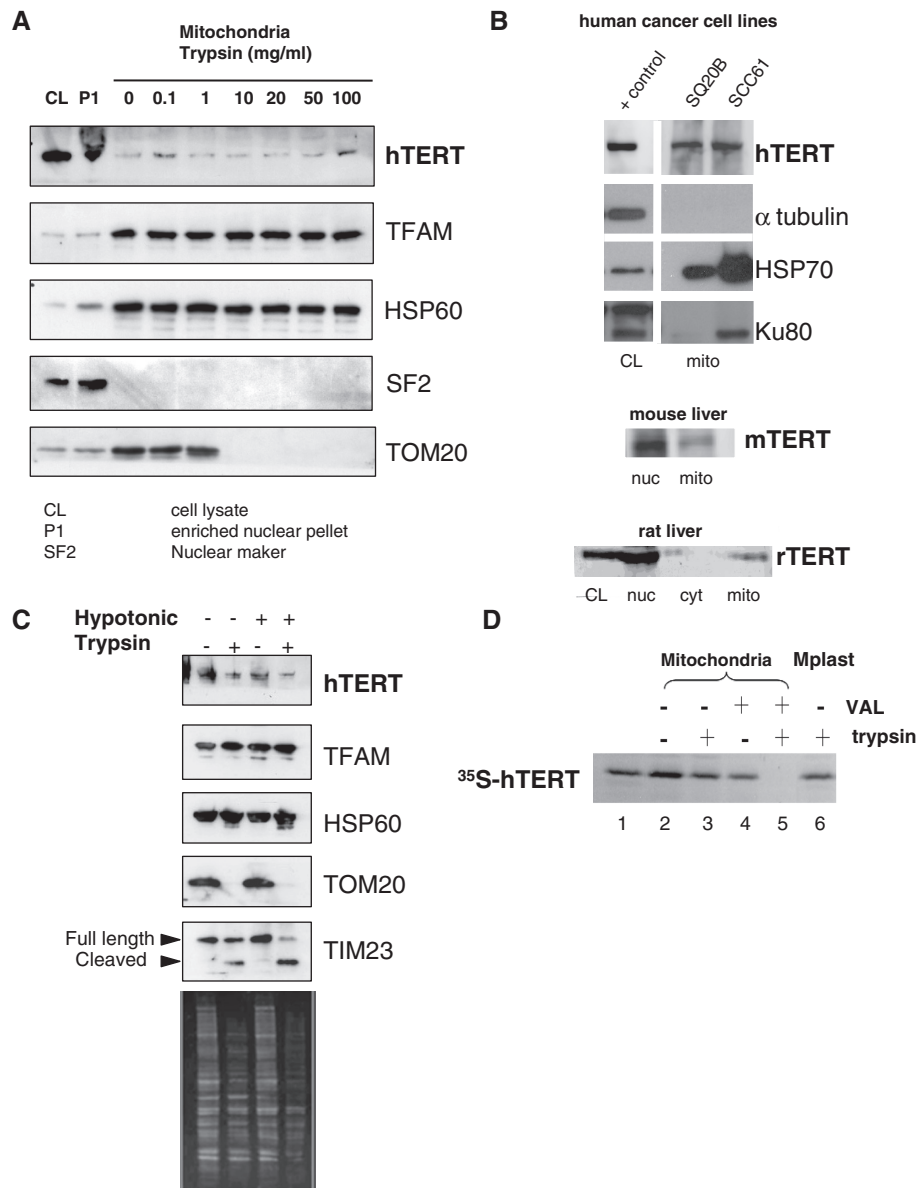 A
Mitochondria
Trypsin (mg/ml)
CL P1 0 0.1 1 10 20 50 100
hTERT
TFAM
HSP60
SF2
TOM20
CL cell lysate
P1 enriched nuclear pellet
SF2 Nuclear maker
B
human cancer cell lines
+ control SQ20B SCC61
hTERT
α tubulin
HSP70
Ku80
CL mito
mouse liver
mTERT
nuc mito
rat liver
rTERT
CL nuc cyt mito
C
Hypotonic - - + +
Trypsin - + - +
hTERT
TFAM
HSP60
TOM20
Full length
Cleaved
TIM23
D
Mitochondria Mplast
- - + + - VAL
- + - + + trypsin
³⁵S-hTERT
1 2 3 4 5 6